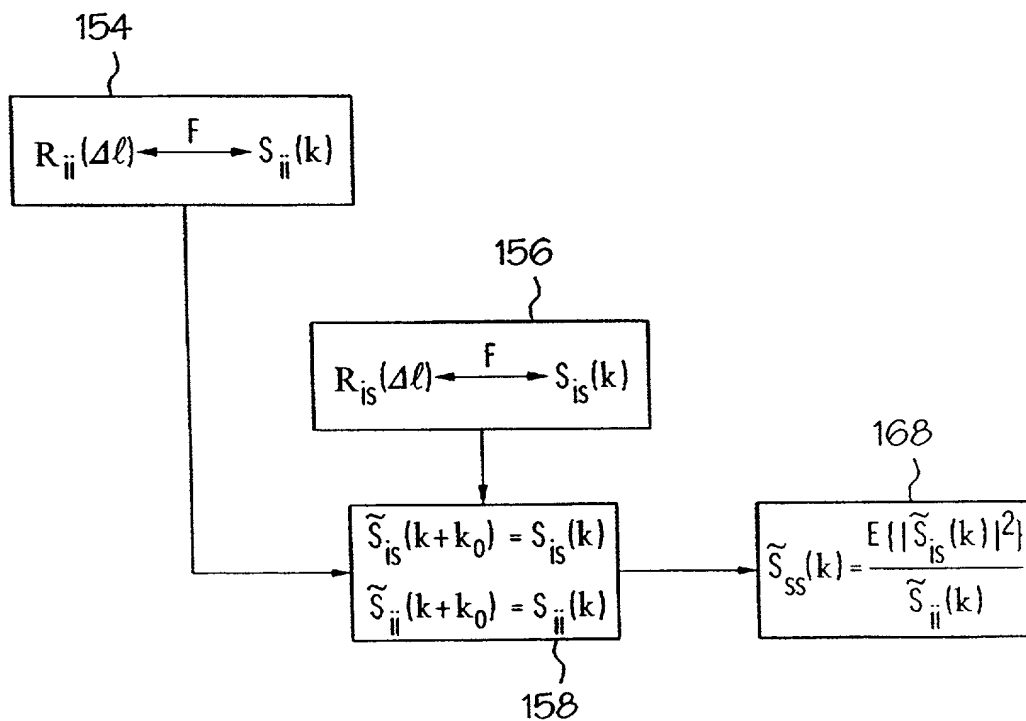 154
F
R_ii(Δℓ) ⟷ S_ii(k)
156
F
R_is(Δℓ) ⟷ S_is(k)
168
S̃_is(k+k_0) = S_is(k)
S̃_ii(k+k_0) = S_ii(k)
S̃_ss(k) = E{|S̃_is(k)|²} / S̃_ii(k)
158